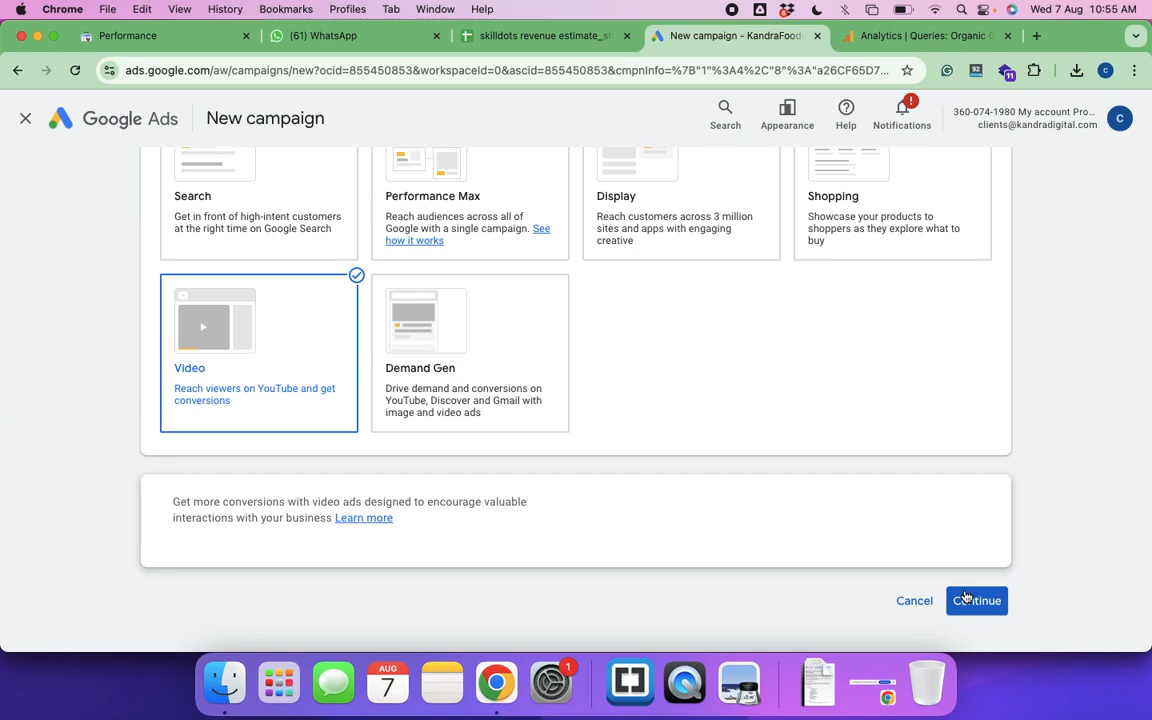 Chrome File Edit View History Bookmarks Profiles Tab Window Help Wed 7 Aug 10:55 AM
Performance
(61) WhatsApp
skilldots revenue estimate_sh
New campaign - KandraFoods
Analytics | Queries: Organic G
ads.google.com/aw/campaigns/new?ocid=855450853&workspaceId=0&ascid=855450853&cmpnInfo=%7B"1"%3A4%2C"8"%3A"a26CF65D7...
92
11
C
Google Ads New campaign
Search
Appearance
Help
Notifications
360-074-1980 My account Pro...
clients@kandradigital.com
C
Search
Get in front of high-intent customers
at the right time on Google Search
Performance Max
Reach audiences across all of
Google with a single campaign. See
how it works
Display
Reach customers across 3 million
sites and apps with engaging
creative
Shopping
Showcase your products to
shoppers as they explore what to
buy
Video
Reach viewers on YouTube and get
conversions
Demand Gen
Drive demand and conversions on
YouTube, Discover and Gmail with
image and video ads
Get more conversions with video ads designed to encourage valuable
interactions with your business Learn more
Cancel
Continue
AUG
7
1